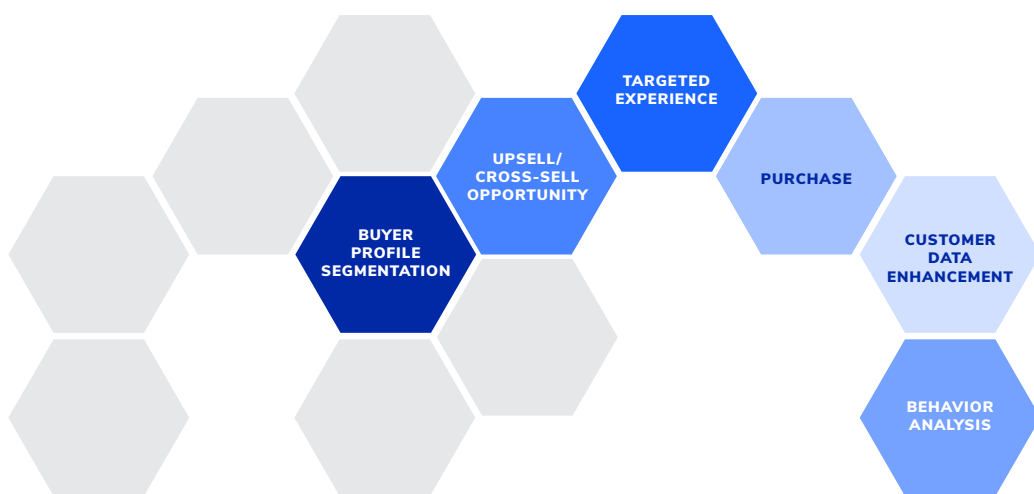 TARGETED
EXPERIENCE
UPSELL/
CROSS-SELL
OPPORTUNITY
PURCHASE
BUYER
PROFILE
SEGMENTATION
CUSTOMER
DATA
ENHANCEMENT
BEHAVIOR
ANALYSIS